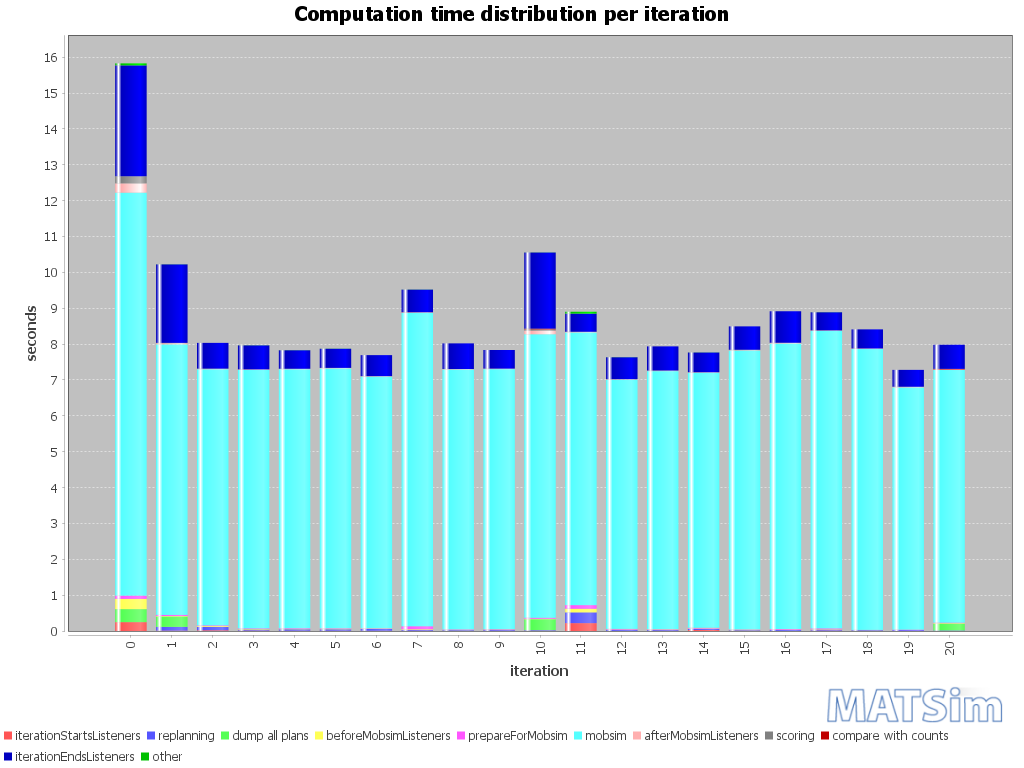 Computation time distribution per iteration
16
15
14
13
12
11
10
9
8
7
6
5
4
3
2
1
0
seconds
0 1 2 3 4 5 6 7 8 9 10 11 12 13 14 15 16 17 18 19 20
iteration
MATSim
iterationStartsListeners replanning dump all plans beforeMobsimListeners prepareForMobsim mobsim afterMobsimListeners scoring compare with counts
iterationEndsListeners other